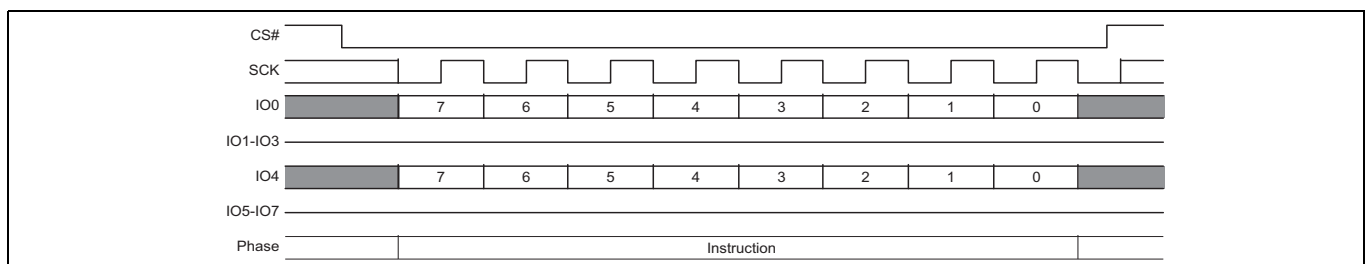 CS#
SCK
IO0 7 6 5 4 3 2 1 0
IO1-IO3
IO4 7 6 5 4 3 2 1 0
IO5-IO7
Phase Instruction